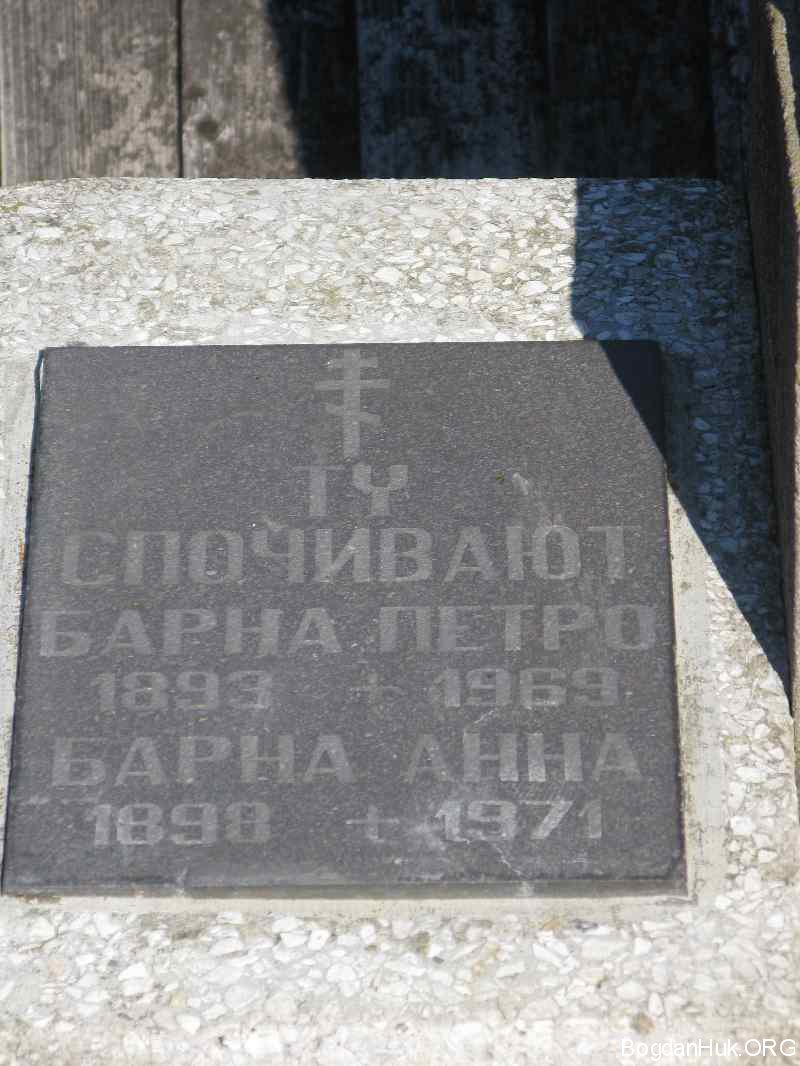 ТУ
СПОЧИВАЮТ
БАРНА ПЕТРО
1893 + 1969
БАРНА АННА
1898 + 1971
BogdanHuk.ORG